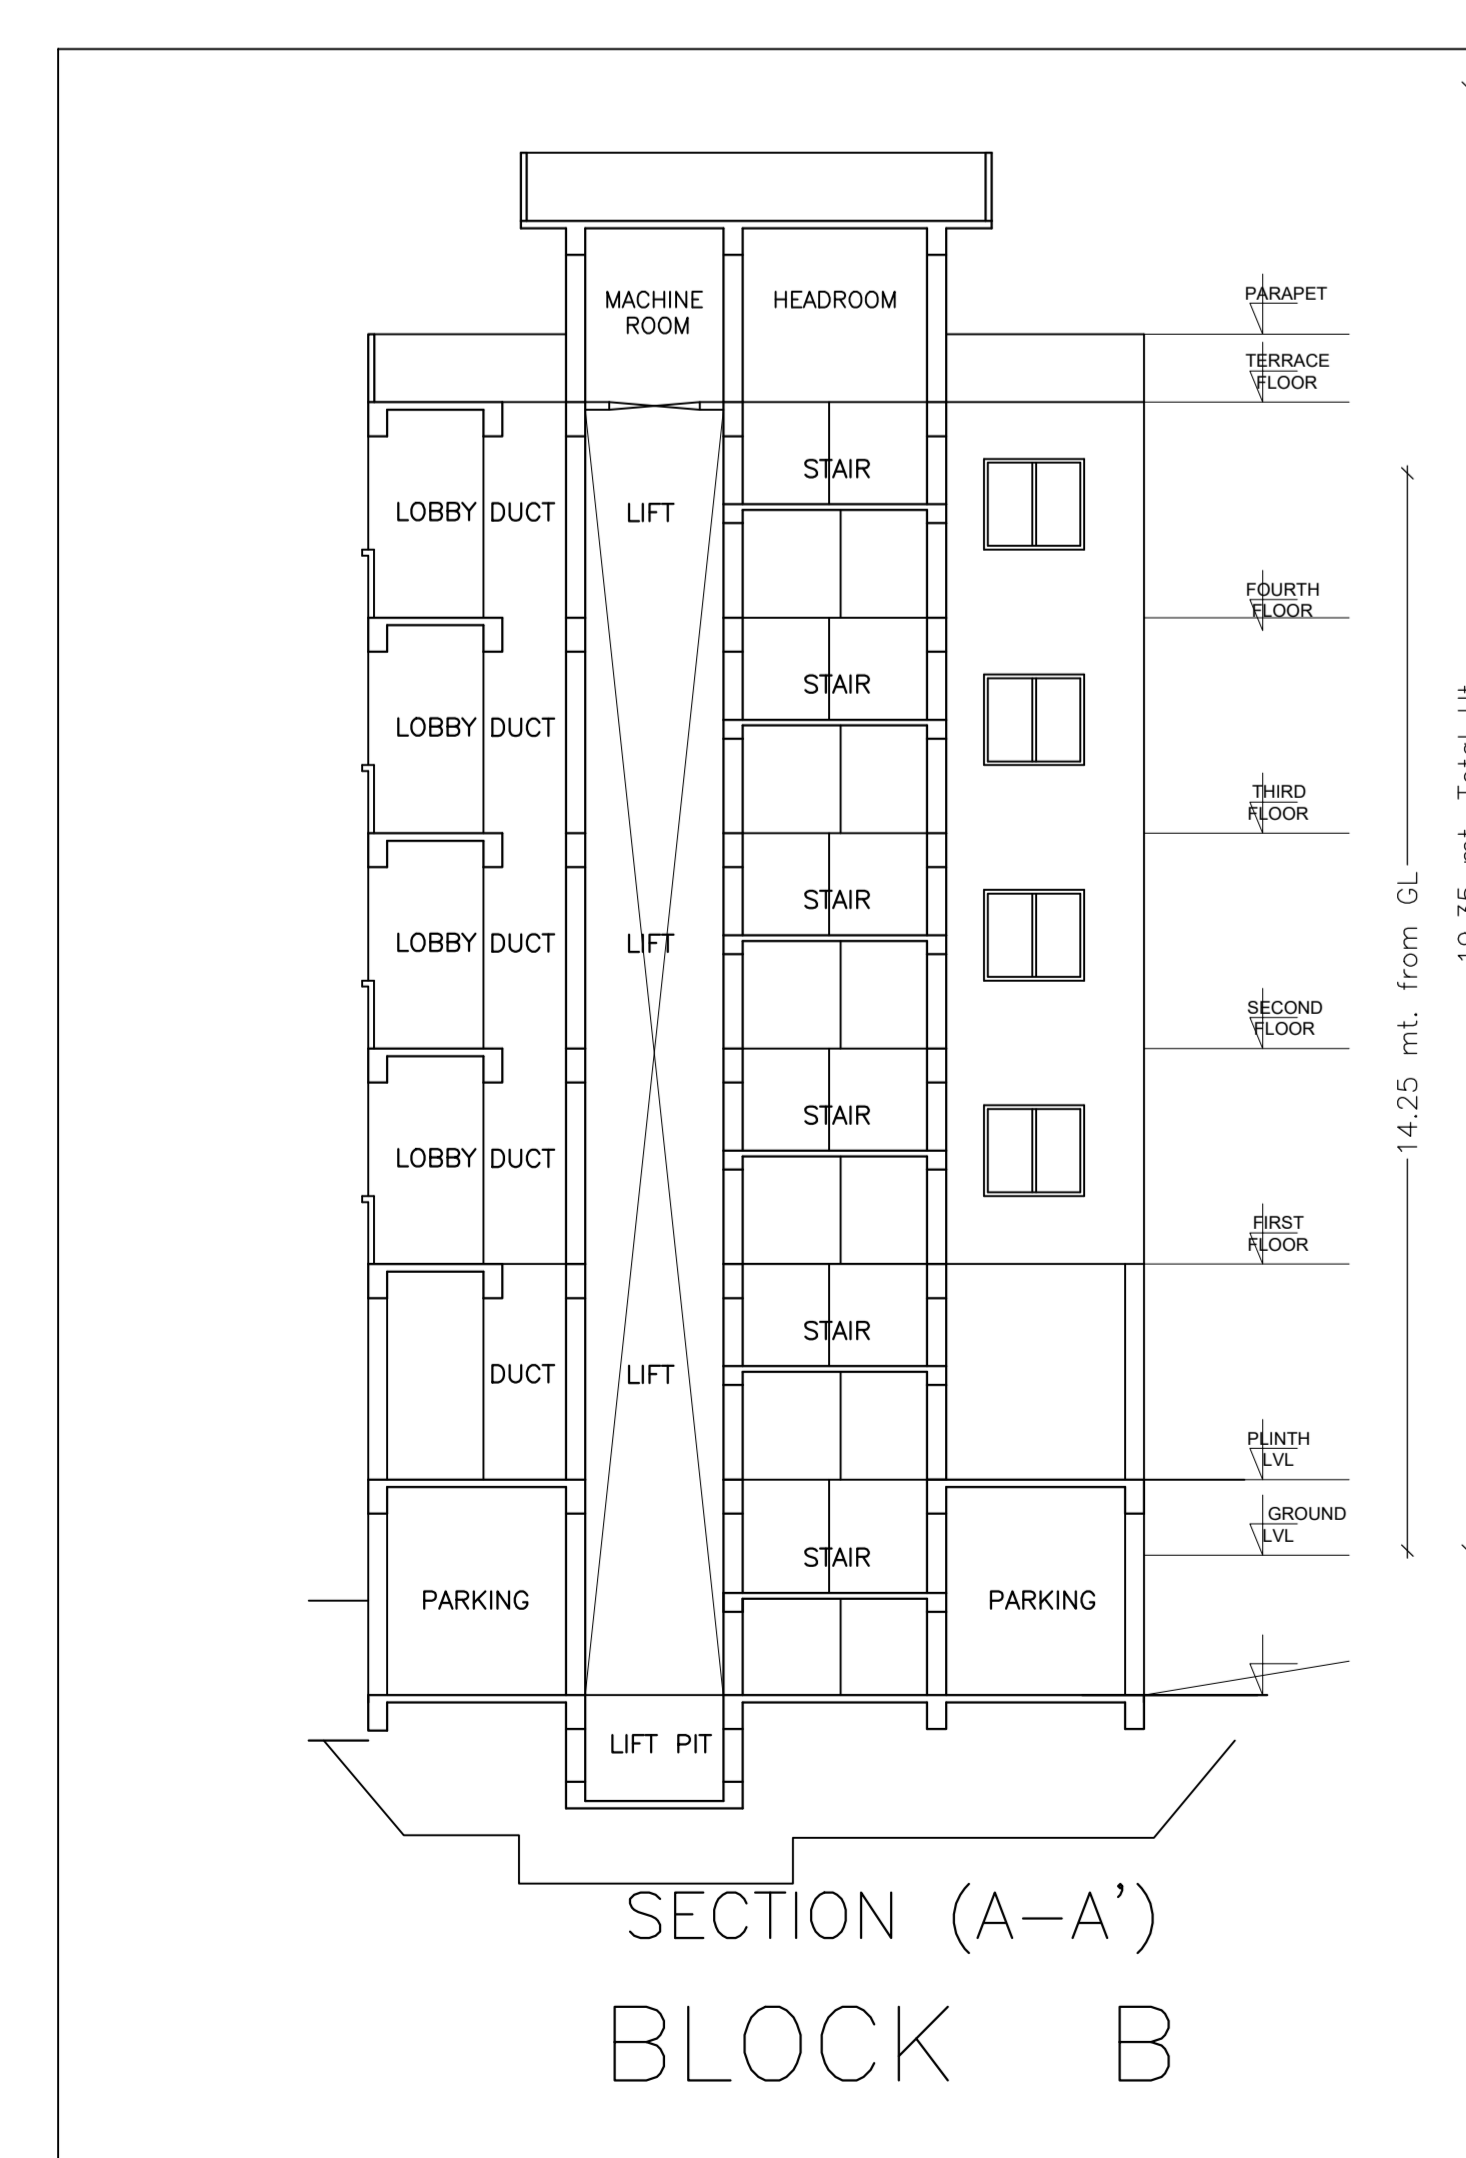 MACHINE
ROOM
HEADROOM
PARAPET
TERRACE
FLOOR
STAIR
LOBBY DUCT LIFT
FOURTH
FLOOR
STAIR
LOBBY DUCT
THIRD
FLOOR
STAIR
LOBBY DUCT LIFT
SECOND
FLOOR
14.25 mt. from GL
STAIR
LOBBY DUCT
FIRST
FLOOR
STAIR
DUCT LIFT
PLINTH
LVL
GROUND
LVL
STAIR
PARKING
PARKING
LIFT PIT
SECTION (A-A')
BLOCK B